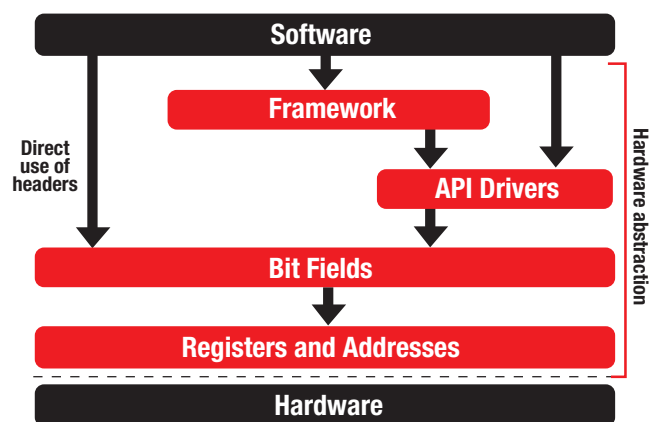 Software
Framework
Direct
use of
headers
API Drivers
Hardware abstraction
Bit Fields
Registers and Addresses
Hardware